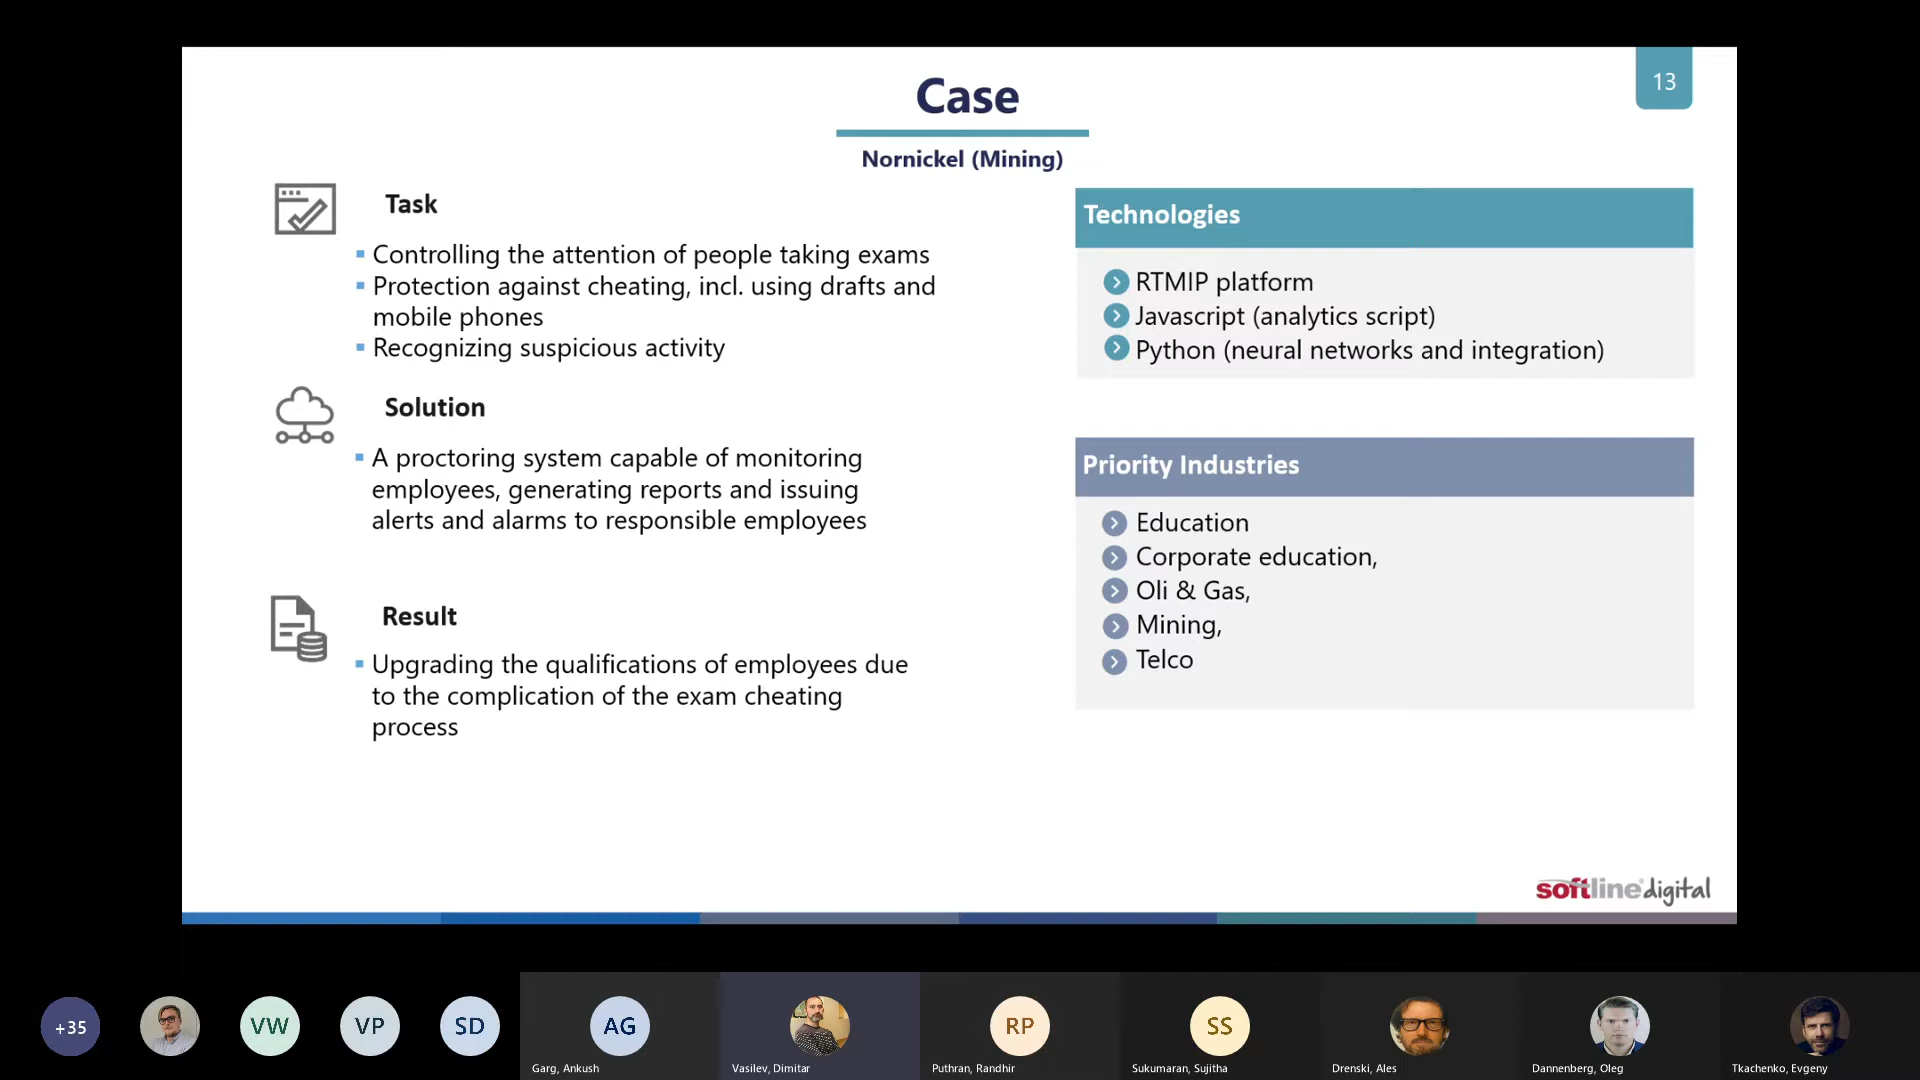 13
Case
Nornickel (Mining)
Task
Controlling the attention of people taking exams
Protection against cheating, incl. using drafts and
mobile phones
Recognizing suspicious activity
Solution
A proctoring system capable of monitoring
employees, generating reports and issuing
alerts and alarms to responsible employees
Result
Upgrading the qualifications of employees due
to the complication of the exam cheating
process
Technologies
RTMIP platform
Javascript (analytics script)
Python (neural networks and integration)
Priority Industries
Education
Corporate education,
Oli & Gas,
Mining,
Telco
softline digital
+35
VW
VP
SD
AG
RP
SS
Garg, Ankush
Vasilev, Dimitar
Puthran, Randhir
Sukumaran, Sujitha
Drenski, Ales
Dannenberg, Oleg
Tkachenko, Evgeny